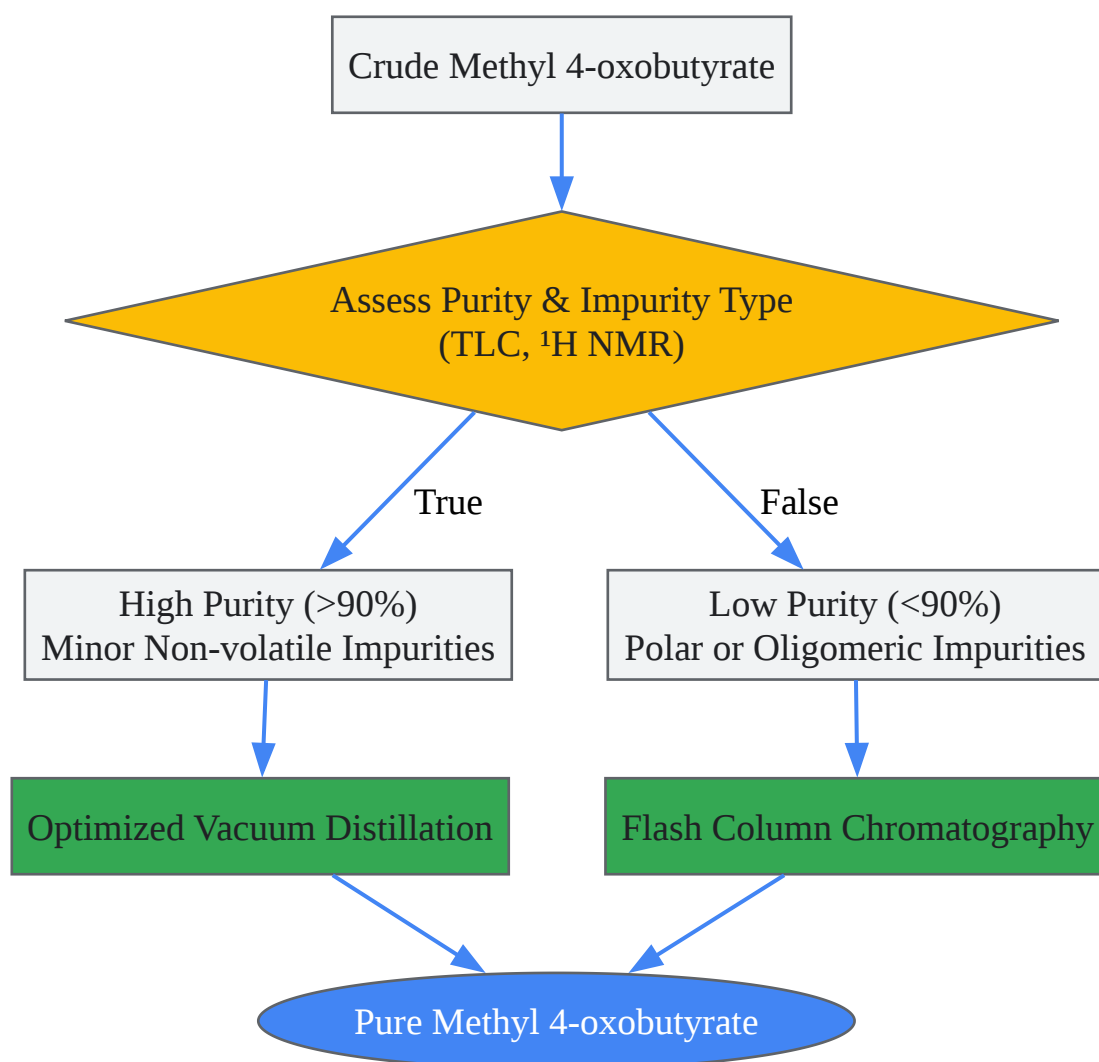 Crude Methyl 4-oxobutyrate
Assess Purity & Impurity Type
(TLC, ¹H NMR)
True
False
High Purity (>90%)
Minor Non-volatile Impurities
Low Purity (<90%)
Polar or Oligomeric Impurities
Optimized Vacuum Distillation
Flash Column Chromatography
Pure Methyl 4-oxobutyrate